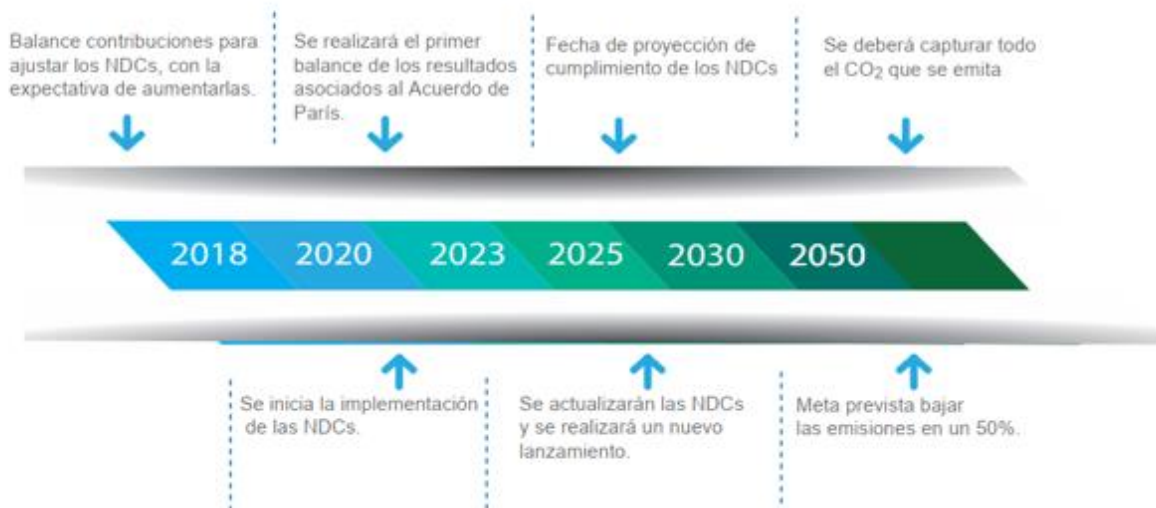 Balance contribuciones para
ajustar los NDCs, con la
expectativa de aumentarlas.
Se realizará el primer
balance de los resultados
asociados al Acuerdo de
París.
Fecha de proyección de
cumplimiento de los NDCs
Se deberá capturar todo
el CO₂ que se emita
2018 2020 2023 2025 2030 2050
Se inicia la implementación
de las NDCs.
Se actualizarán las NDCs
y se realizará un nuevo
lanzamiento.
Meta prevista bajar
las emisiones en un 50%.